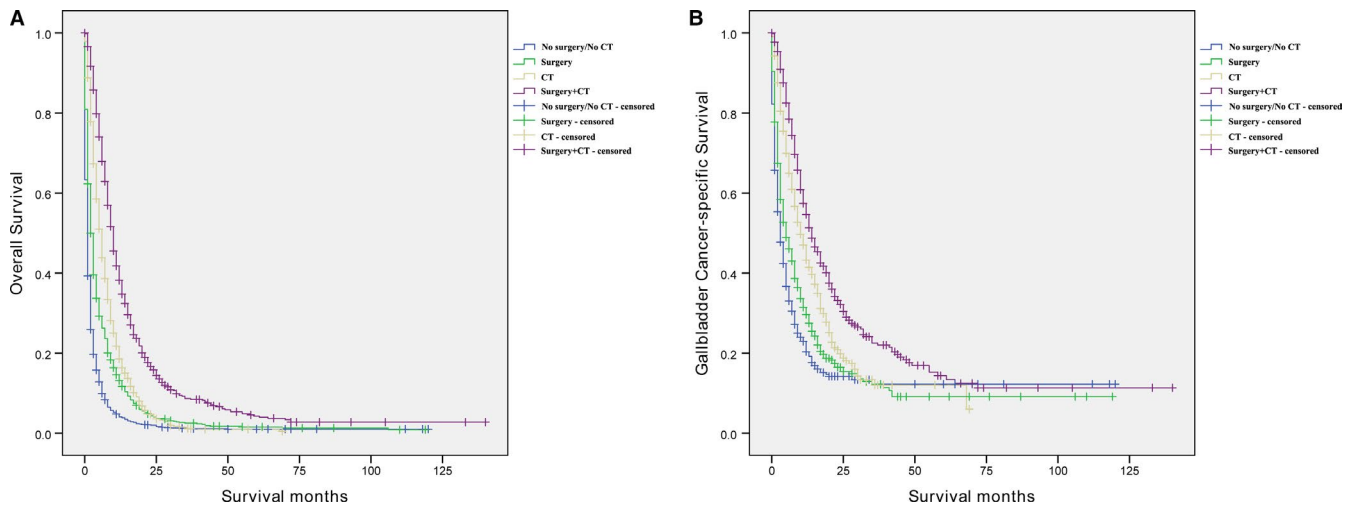 A
Overall Survival
1.0
0.8
0.6
0.4
0.2
0.0
0 25 50 75 100 125
Survival months
No surgery/No CT
Surgery
CT
Surgery+CT
No surgery/No CT - censored
Surgery - censored
CT - censored
Surgery+CT - censored
B
Gallbladder Cancer-specific Survival
1.0
0.8
0.6
0.4
0.2
0.0
0 25 50 75 100 125
Survival months
No surgery/No CT
Surgery
CT
Surgery+CT
No surgery/No CT - censored
Surgery - censored
CT - censored
Surgery+CT - censored